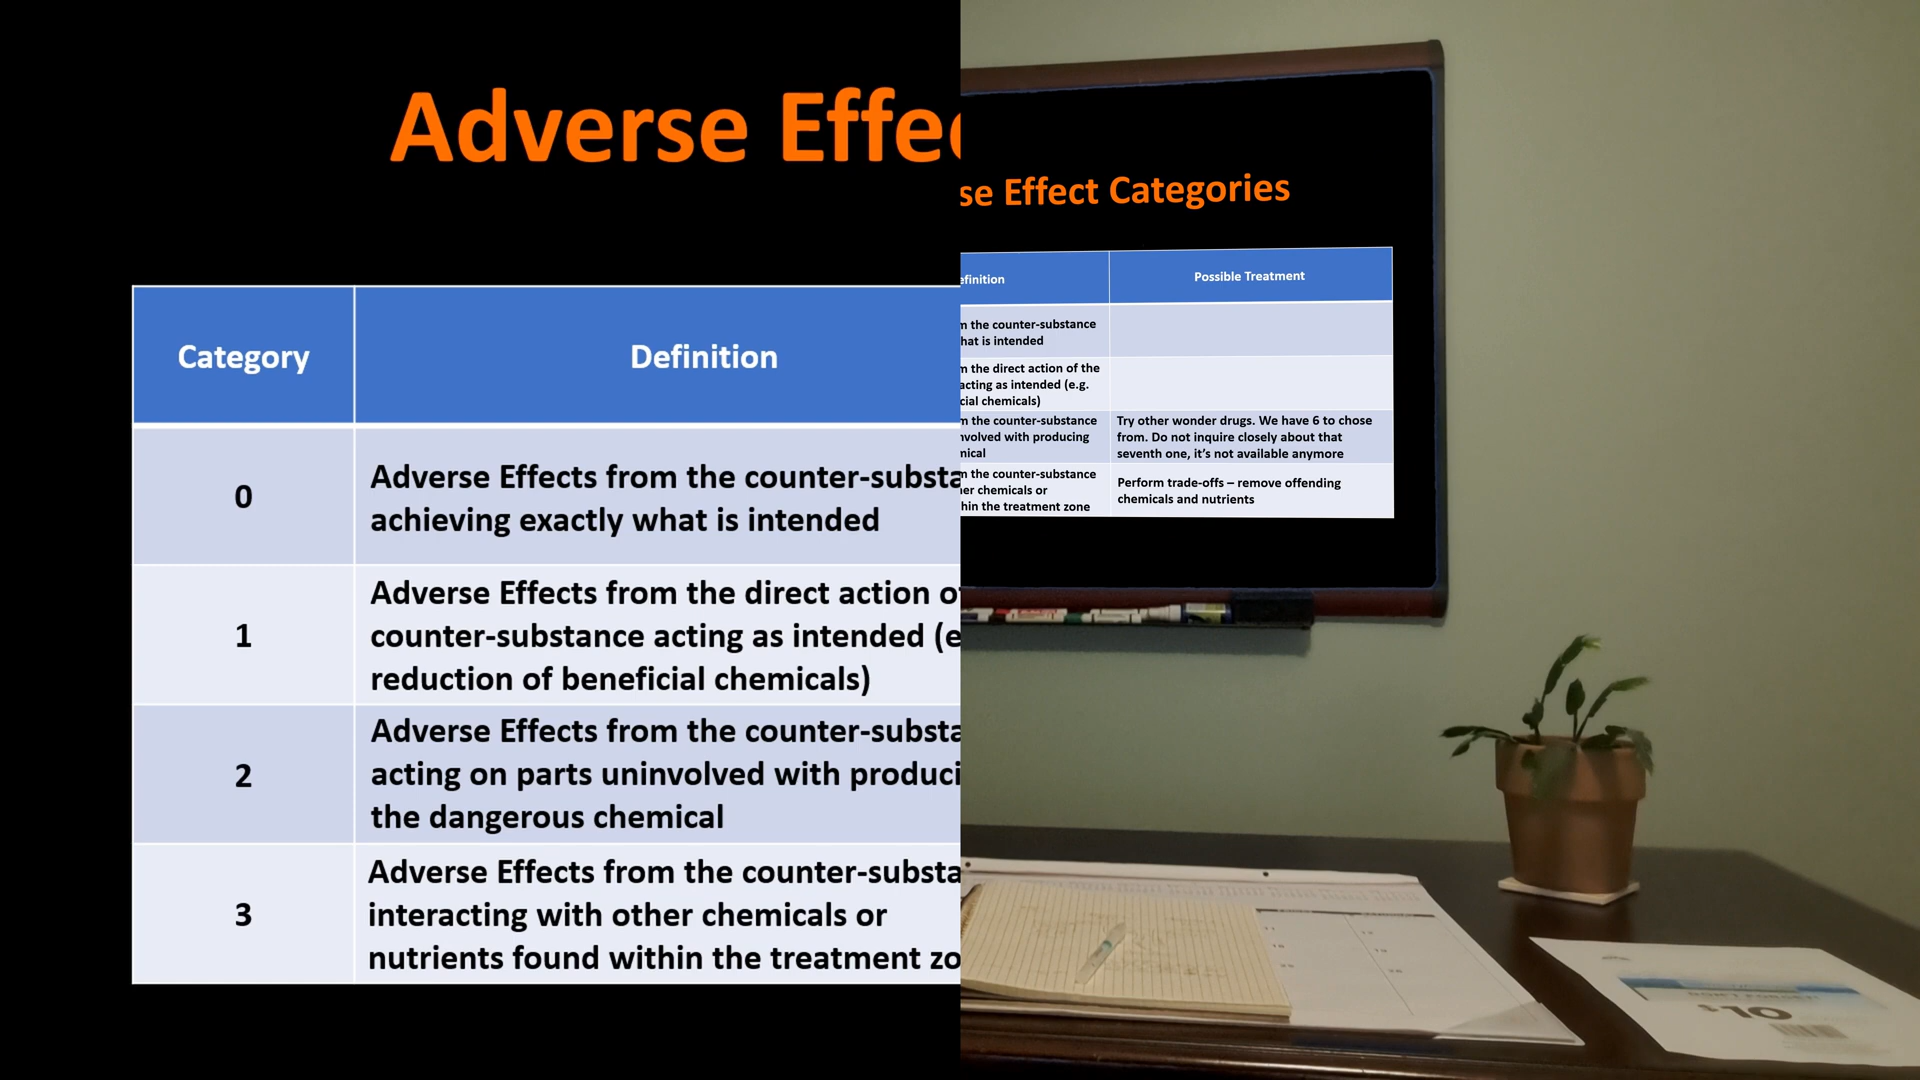 Adverse Effec
Category
Definition
0
Adverse Effects from the counter-substa
achieving exactly what is intended
1
Adverse Effects from the direct action of
counter-substance acting as intended (e
reduction of beneficial chemicals)
2
Adverse Effects from the counter-substa
acting on parts uninvolved with produci
the dangerous chemical
3
Adverse Effects from the counter-substa
interacting with other chemicals or
nutrients found within the treatment zo
se Effect Categories
efinition
Possible Treatment
m the counter-substance
hat is intended
m the direct action of the
acting as intended (e.g.
cial chemicals)
m the counter-substance
nvolved with producing
mical
Try other wonder drugs. We have 6 to chose
from. Do not inquire closely about that
seventh one, it's not available anymore
m the counter-substance
her chemicals or
hin the treatment zone
Perform trade-offs – remove offending
chemicals and nutrients